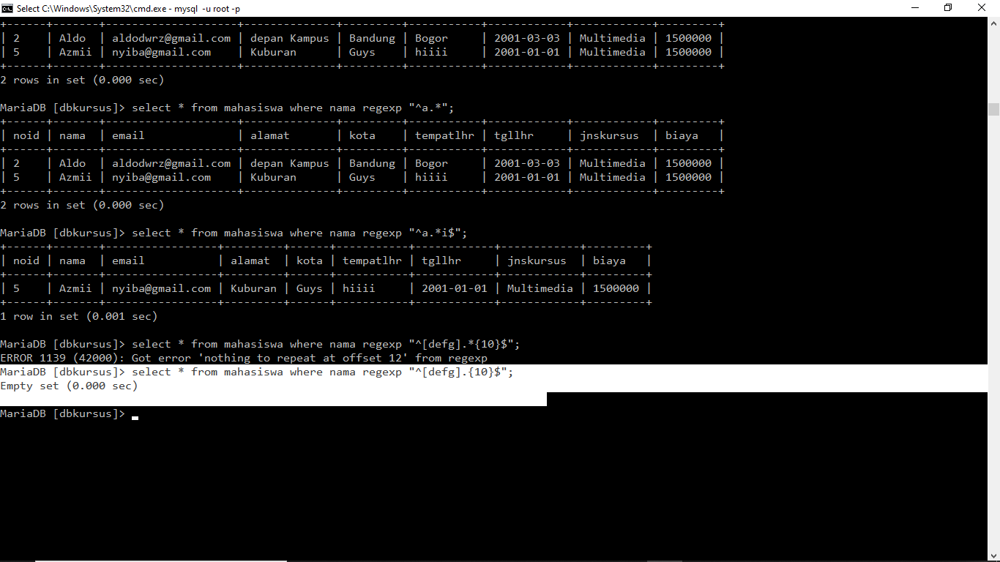 Select C:\Windows\System32\cmd.exe - mysql  -u root -p
+------+-------+--------------------+--------------+---------+-----------+------------+------------+---------+
| 2    | Aldo  | aldodwrz@gmail.com | depan Kampus | Bandung | Bogor     | 2001-03-03 | Multimedia | 1500000 |
| 5    | Azmii | nyiba@gmail.com    | Kuburan      | Guys    | hiiii     | 2001-01-01 | Multimedia | 1500000 |
+------+-------+--------------------+--------------+---------+-----------+------------+------------+---------+
2 rows in set (0.000 sec)
MariaDB [dbkursus]> select * from mahasiswa where nama regexp "^a.*";
+------+-------+--------------------+--------------+---------+-----------+------------+------------+---------+
| noid | nama  | email              | alamat       | kota    | tempatlhr | tgllhr     | jnskursus  | biaya   |
+------+-------+--------------------+--------------+---------+-----------+------------+------------+---------+
| 2    | Aldo  | aldodwrz@gmail.com | depan Kampus | Bandung | Bogor     | 2001-03-03 | Multimedia | 1500000 |
| 5    | Azmii | nyiba@gmail.com    | Kuburan      | Guys    | hiiii     | 2001-01-01 | Multimedia | 1500000 |
+------+-------+--------------------+--------------+---------+-----------+------------+------------+---------+
2 rows in set (0.000 sec)
MariaDB [dbkursus]> select * from mahasiswa where nama regexp "^a.*i$";
+------+-------+-----------------+---------+------+-----------+------------+------------+---------+
| noid | nama  | email           | alamat  | kota | tempatlhr | tgllhr     | jnskursus  | biaya   |
+------+-------+-----------------+---------+------+-----------+------------+------------+---------+
| 5    | Azmii | nyiba@gmail.com | Kuburan | Guys | hiiii     | 2001-01-01 | Multimedia | 1500000 |
+------+-------+-----------------+---------+------+-----------+------------+------------+---------+
1 row in set (0.001 sec)
MariaDB [dbkursus]> select * from mahasiswa where nama regexp "^[defg].*{10}$";
ERROR 1139 (42000): Got error 'nothing to repeat at offset 12' from regexp
MariaDB [dbkursus]> select * from mahasiswa where nama regexp "^[defg].{10}$";
Empty set (0.000 sec)
MariaDB [dbkursus]>